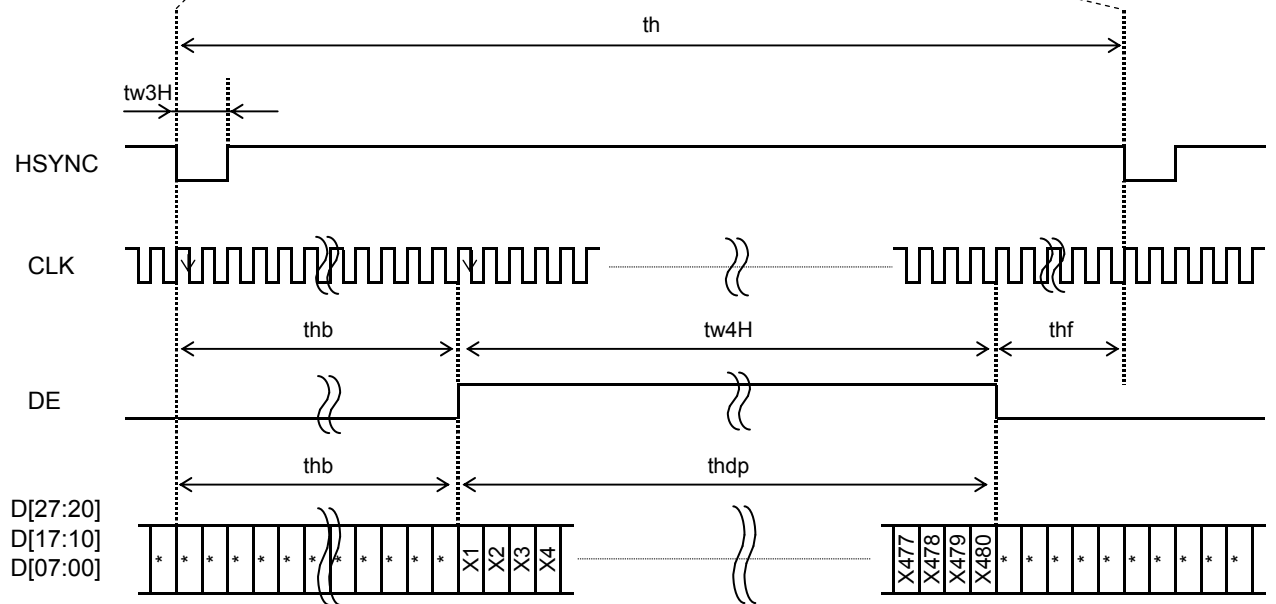 th
tw3H
HSYNC
CLK
thb tw4H thf
DE
thb thdp
D[27:20]
D[17:10]
D[07:00]
* * * * * * * * * * * * X1 X2 X3 X4 X477 X478 X479 X480 * * * * * * * * * *